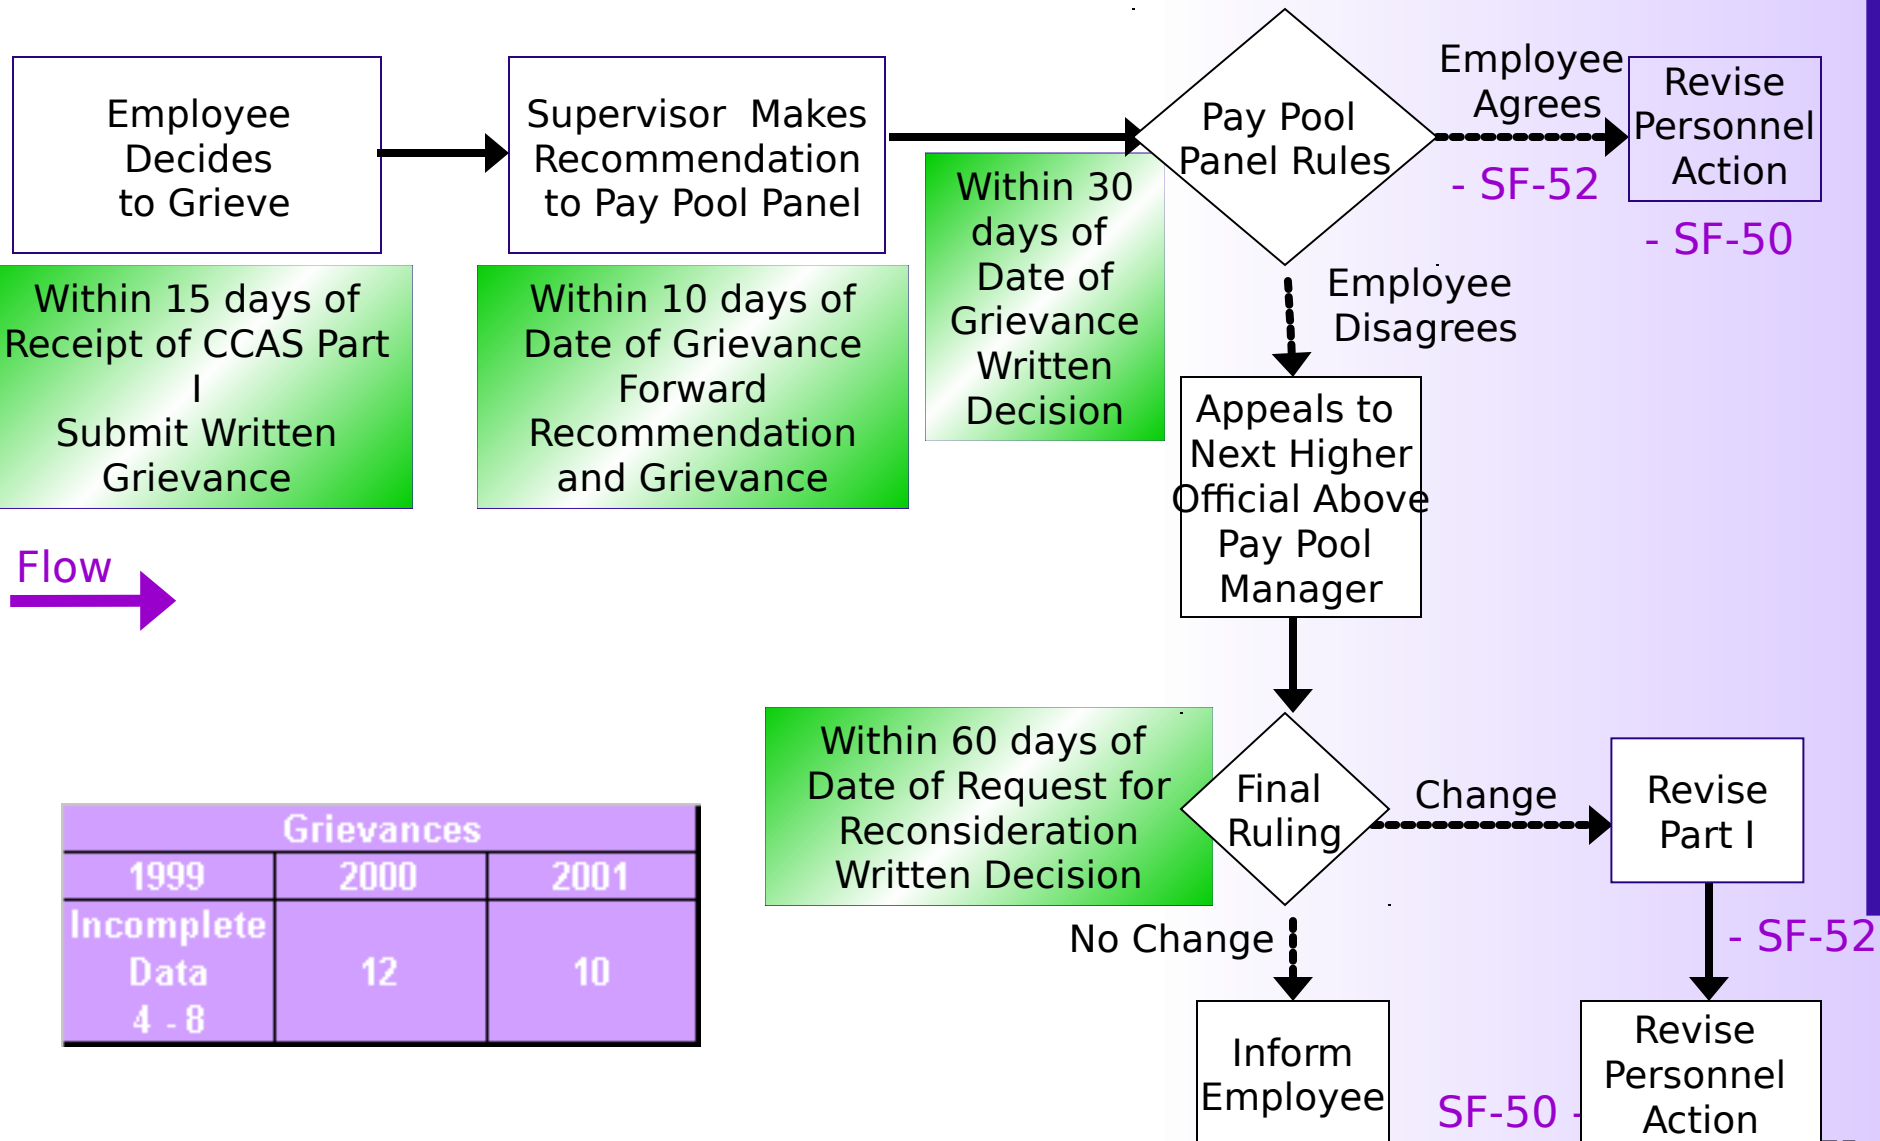 Employee
Decides
to Grieve
Supervisor Makes
Recommendation
to Pay Pool Panel
Pay Pool
Panel Rules
Employee
Agrees
- SF-52
Revise
Personnel
Action
- SF-50
Within 15 days of
Receipt of CCAS Part
I
Submit Written
Grievance
Within 10 days of
Date of Grievance
Forward
Recommendation
and Grievance
Within 30
days of
Date of
Grievance
Written
Decision
Employee
Disagrees
Appeals to
Next Higher
Official Above
Pay Pool
Manager
Flow
Within 60 days of
Date of Request for
Reconsideration
Written Decision
Final
Ruling
Change
Revise
Part I
No Change
- SF-52
Inform
Employee
SF-50 -
Revise
Personnel
Action
Grievances
1999 2000 2001
Incomplete
Data 12 10
4 - 8